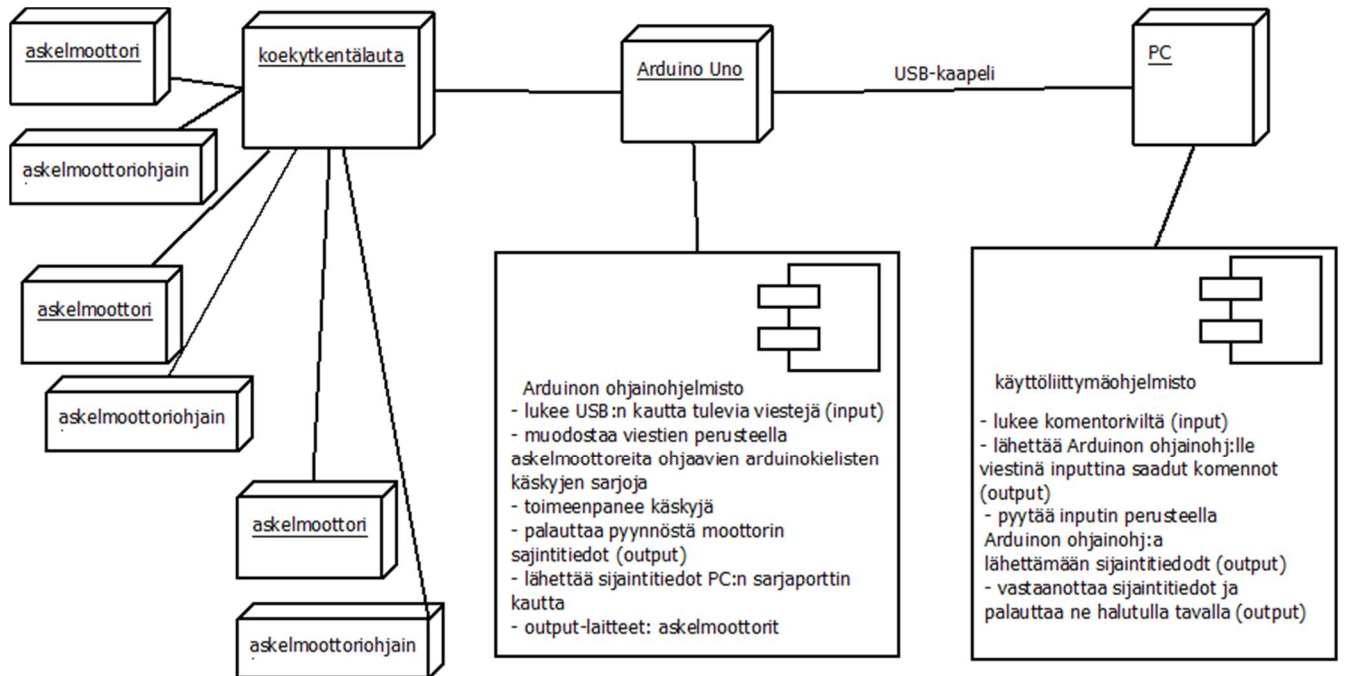 askelmoottori
koekytkentälauta
Arduino Uno
USB-kaapeli
PC
askelmoottoriohjain
askelmoottori
askelmoottoriohjain
askelmoottori
askelmoottoriohjain
Arduinon ohjainohjelmisto
- lukee USB:n kautta tulevia viestejä (input)
- muodostaa viestien perusteella
askelmoottoreita ohjaavien arduinokielisten
käskyjen sarjoja
- toimeenpanee käskyjä
- palauttaa pyynnöstä moottorin
sajintitiedot (output)
- lähettää sijaintitiedot PC:n sarjaporttin
kautta
- output-laitteet: askelmoottorit
käyttöliittymäohjelmisto
- lukee komentoriviltä (input)
- lähettää Arduinon ohjainohj:lle
viestinä inputtina saadut komennot
(output)
- pyytää inputin perusteella
Arduinon ohjainohj:a
lähettämään sijaintitiedodt (output)
- vastaanottaa sijaintitiedot ja
palauttaa ne halutulla tavalla (output)